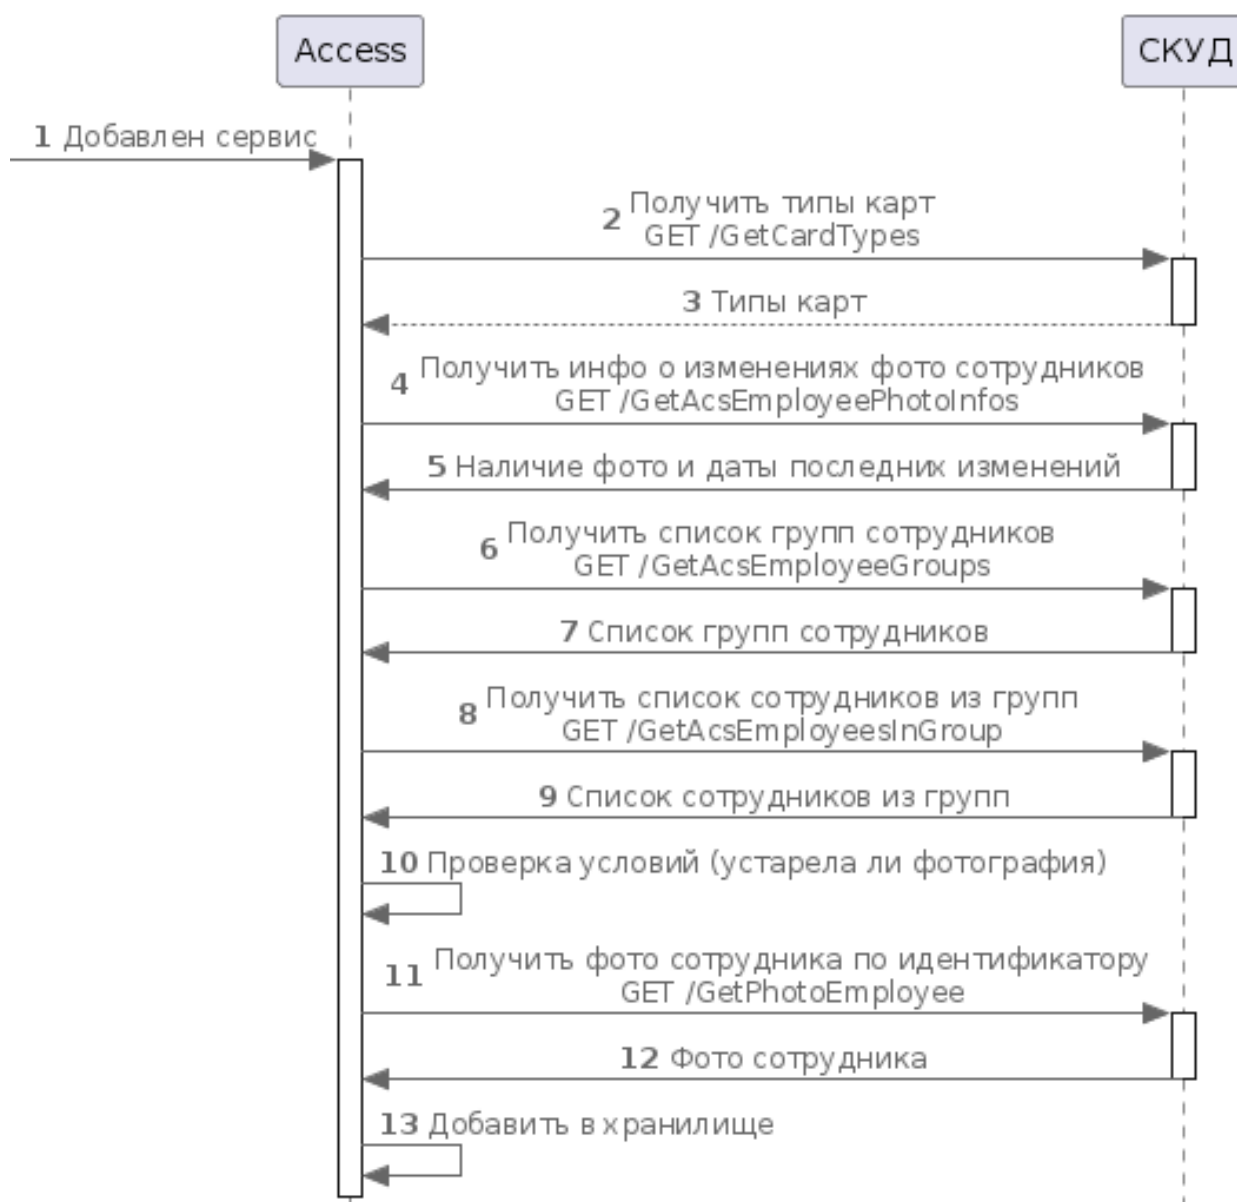 Access
СКУД
1 Добавлен сервис
2 Получить типы карт
GET /GetCardTypes
3 Типы карт
4 Получить инфо о изменениях фото сотрудников
GET /GetAcsEmployeePhotoInfos
5 Наличие фото и даты последних изменений
6 Получить список групп сотрудников
GET /GetAcsEmployeeGroups
7 Список групп сотрудников
8 Получить список сотрудников из групп
GET /GetAcsEmployeesInGroup
9 Список сотрудников из групп
10 Проверка условий (устарела ли фотография)
11 Получить фото сотрудника по идентификатору
GET /GetPhotoEmployee
12 Фото сотрудника
13 Добавить в хранилище